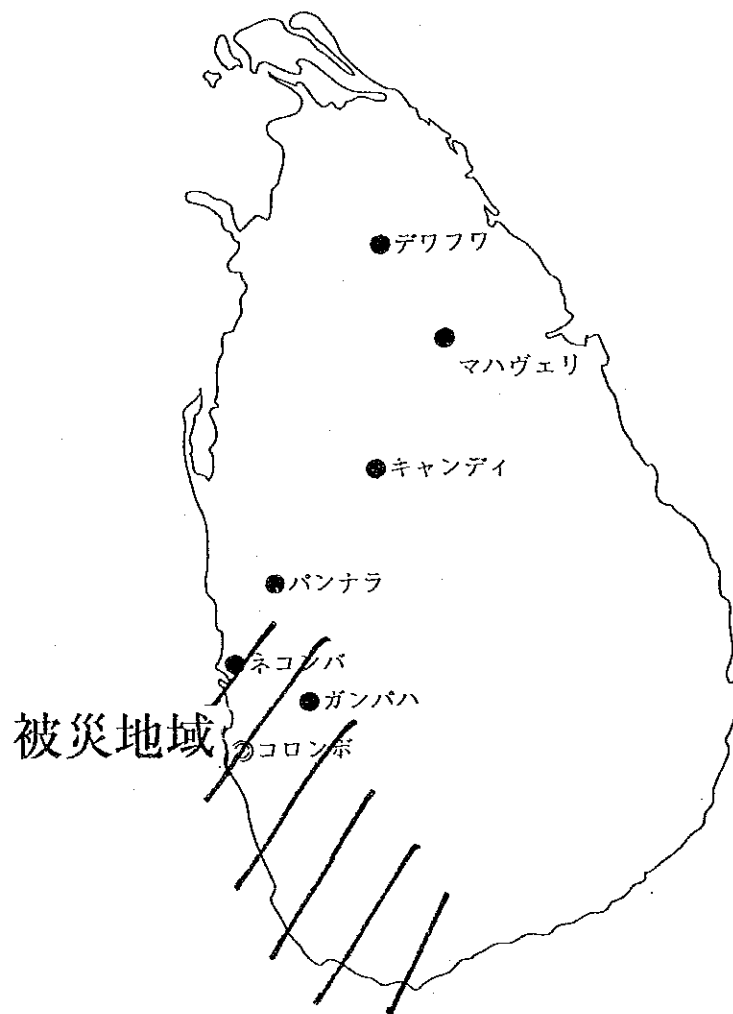 デワフワ
マハヴェリ
キャンディ
パンナラ
ネコンバ
ガンパハ
被災地域
コロンボ